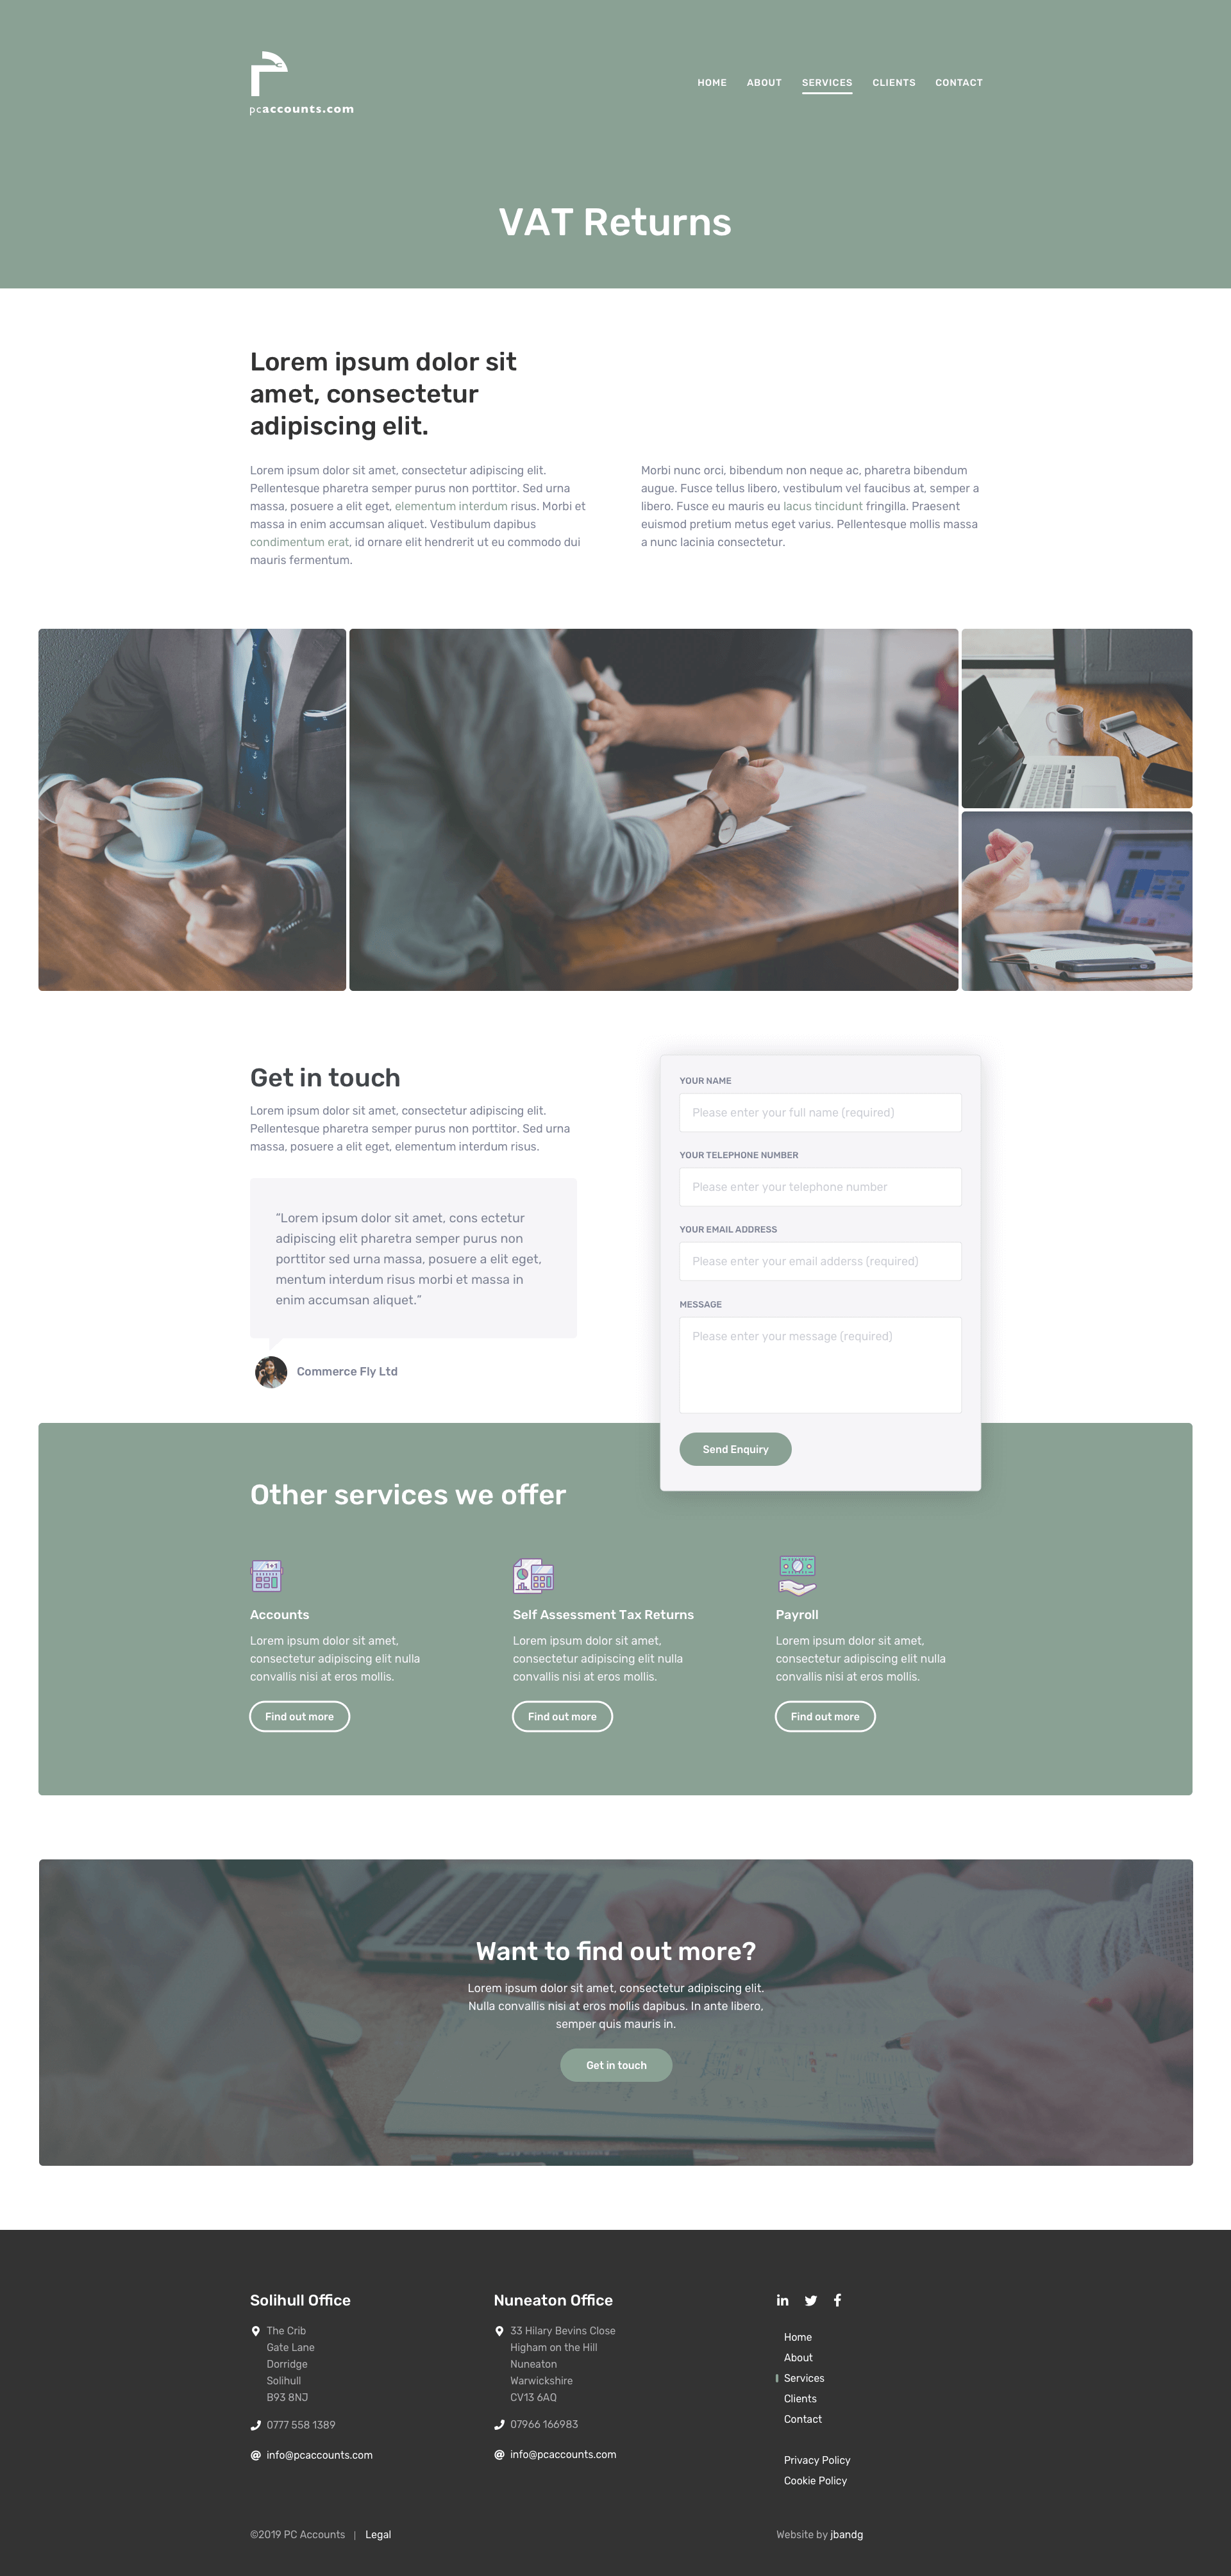 pcaccounts.com
HOME ABOUT SERVICES CLIENTS CONTACT
VAT Returns
Lorem ipsum dolor sit
amet, consectetur
adipiscing elit.
Lorem ipsum dolor sit amet, consectetur adipiscing elit.
Pellentesque pharetra semper purus non porttitor. Sed urna
massa, posuere a elit eget, elementum interdum risus. Morbi et
massa in enim accumsan aliquet. Vestibulum dapibus
condimentum erat, id ornare elit hendrerit ut eu commodo dui
mauris fermentum.
Morbi nunc orci, bibendum non neque ac, pharetra bibendum
augue. Fusce tellus libero, vestibulum vel faucibus at, semper a
libero. Fusce eu mauris eu lacus tincidunt fringilla. Praesent
euismod pretium metus eget varius. Pellentesque mollis massa
a nunc lacinia consectetur.
Get in touch
Lorem ipsum dolor sit amet, consectetur adipiscing elit.
Pellentesque pharetra semper purus non porttitor. Sed urna
massa, posuere a elit eget, elementum interdum risus.
“Lorem ipsum dolor sit amet, cons ectetur
adipiscing elit pharetra semper purus non
porttitor sed urna massa, posuere a elit eget,
mentum interdum risus morbi et massa in
enim accumsan aliquet.”
Commerce Fly Ltd
YOUR NAME
Please enter your full name (required)
YOUR TELEPHONE NUMBER
Please enter your telephone number
YOUR EMAIL ADDRESS
Please enter your email adderss (required)
MESSAGE
Please enter your message (required)
Send Enquiry
Other services we offer
1+1
Accounts
Lorem ipsum dolor sit amet,
consectetur adipiscing elit nulla
convallis nisi at eros mollis.
Find out more
Self Assessment Tax Returns
Lorem ipsum dolor sit amet,
consectetur adipiscing elit nulla
convallis nisi at eros mollis.
Find out more
Payroll
Lorem ipsum dolor sit amet,
consectetur adipiscing elit nulla
convallis nisi at eros mollis.
Find out more
Want to find out more?
Lorem ipsum dolor sit amet, consectetur adipiscing elit.
Nulla convallis nisi at eros mollis dapibus. In ante libero,
semper quis mauris in.
Get in touch
Solihull Office
The Crib
Gate Lane
Dorridge
Solihull
B93 8NJ
0777 558 1389
info@pcaccounts.com
Nuneaton Office
33 Hilary Bevins Close
Higham on the Hill
Nuneaton
Warwickshire
CV13 6AQ
07966 166983
info@pcaccounts.com
Home
About
Services
Clients
Contact
Privacy Policy
Cookie Policy
©2019 PC Accounts | Legal
Website by jbandg